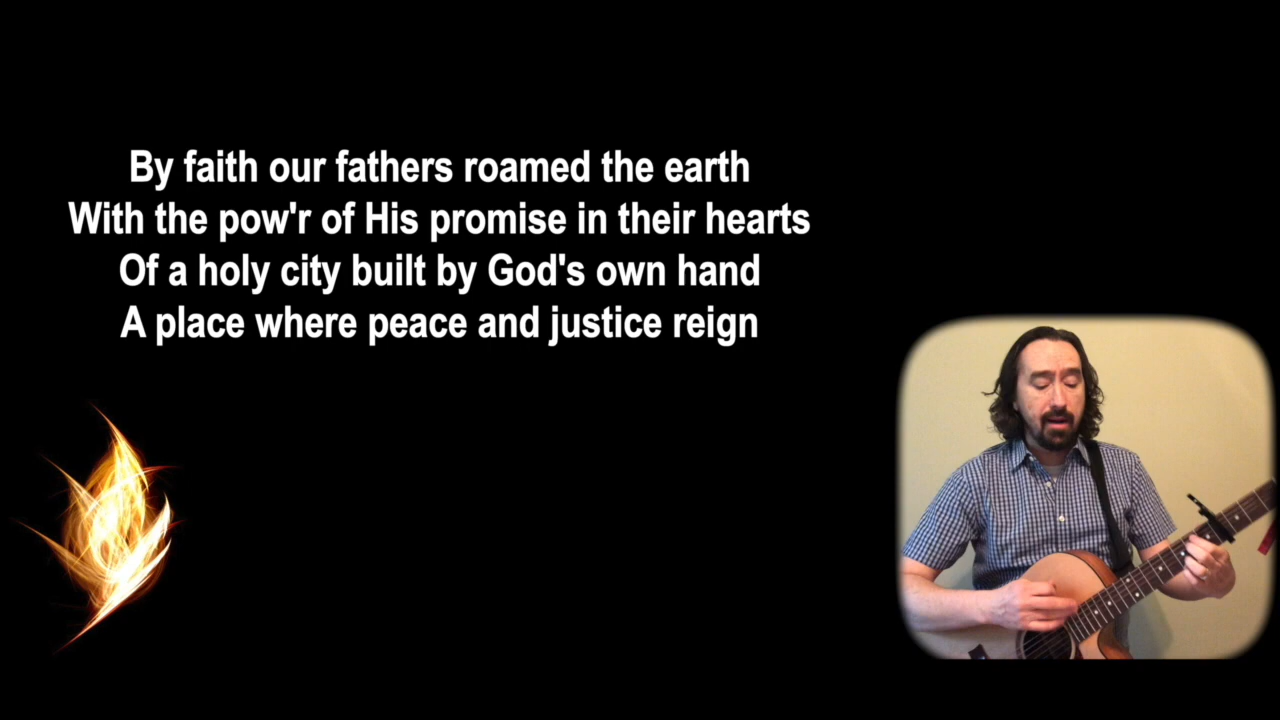 By faith our fathers roamed the earth
With the pow'r of His promise in their hearts
Of a holy city built by God's own hand
A place where peace and justice reign